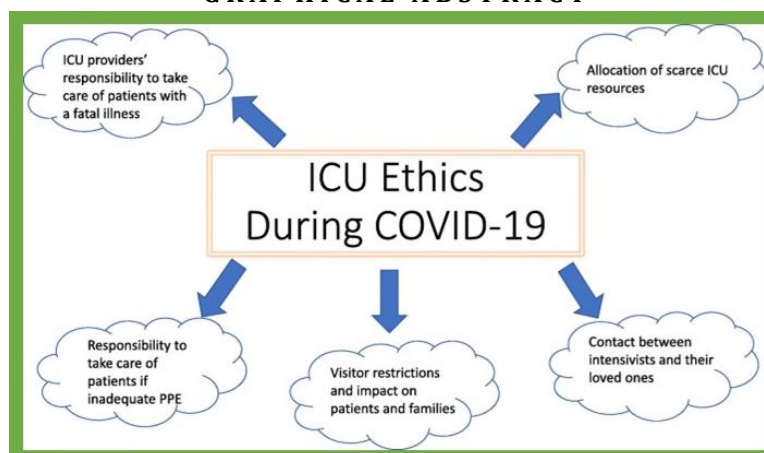 GRAPHICAL ABSTRACT
ICU providers'
responsibility to take
care of patients with
a fatal illness
Allocation of scarce ICU
resources
ICU Ethics
During COVID-19
Responsibility to
take care of
patients if
inadequate PPE
Visitor restrictions
and impact on
patients and families
Contact between
intensivists and their
loved ones